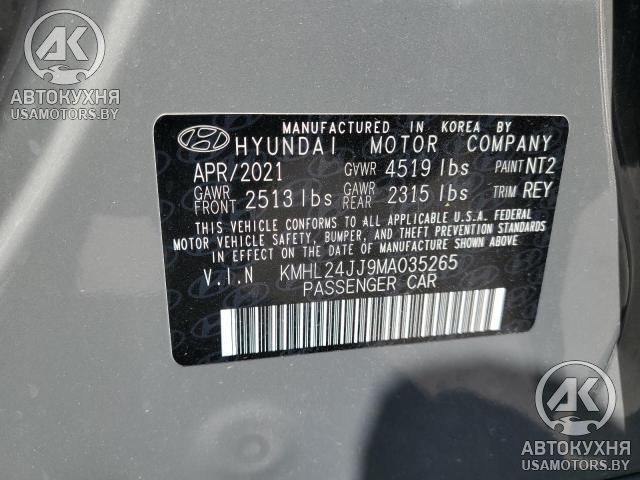 АВТОКУХНЯ
USAMOTORS.BY
MANUFACTURED IN KOREA BY
HYUNDAI MOTOR COMPANY
APR/2021 GVWR 4519 lbs PAINT NT2
GAWR FRONT 2513 lbs GAWR REAR 2315 lbs TRIM REY
THIS VEHICLE CONFORMS TO ALL APPLICABLE U.S.A. FEDERAL
MOTOR VEHICLE SAFETY, BUMPER, AND THEFT PREVENTION STANDARDS
IN EFFECT ON THE DATE OF MANUFACTURE SHOWN ABOVE.
V.I.N KMHL24JJ9MA035265
PASSENGER CAR
AK
АВТОКУХНЯ
USAMOTORS.BY